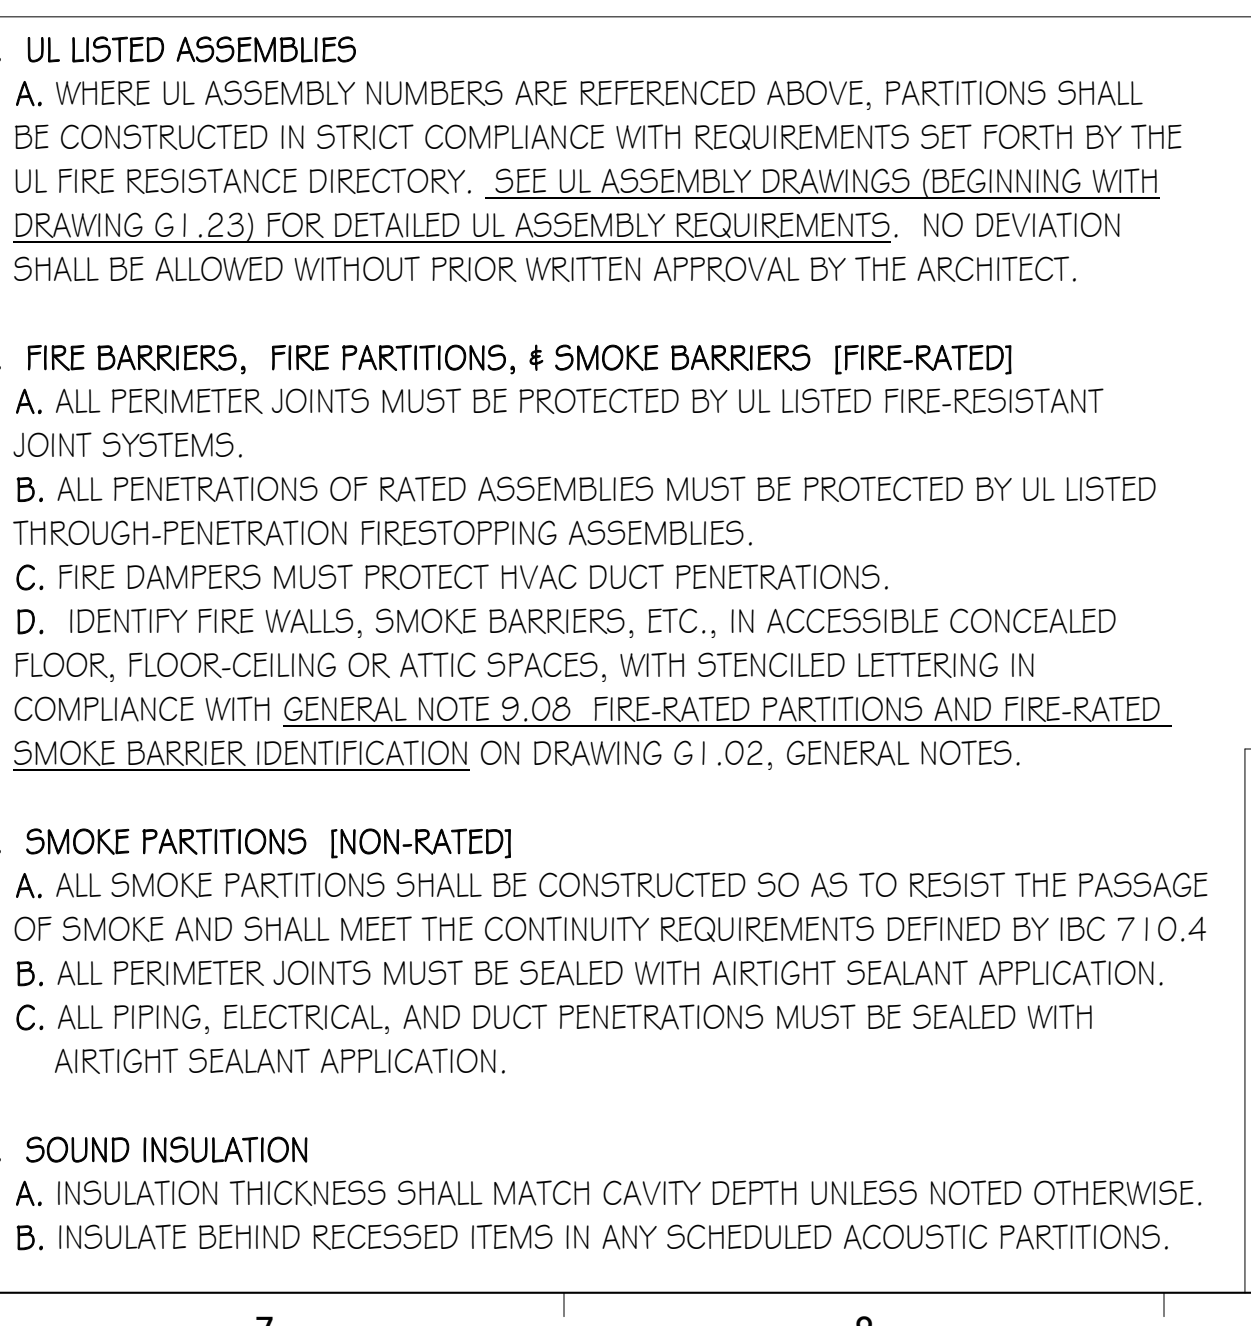 . UL LISTED ASSEMBLIES
A. WHERE UL ASSEMBLY NUMBERS ARE REFERENCED ABOVE, PARTITIONS SHALL
BE CONSTRUCTED IN STRICT COMPLIANCE WITH REQUIREMENTS SET FORTH BY THE
UL FIRE RESISTANCE DIRECTORY. SEE UL ASSEMBLY DRAWINGS (BEGINNING WITH
DRAWING G1.23) FOR DETAILED UL ASSEMBLY REQUIREMENTS. NO DEVIATION
SHALL BE ALLOWED WITHOUT PRIOR WRITTEN APPROVAL BY THE ARCHITECT.
. FIRE BARRIERS, FIRE PARTITIONS, & SMOKE BARRIERS [FIRE-RATED]
A. ALL PERIMETER JOINTS MUST BE PROTECTED BY UL LISTED FIRE-RESISTANT
JOINT SYSTEMS.
B. ALL PENETRATIONS OF RATED ASSEMBLIES MUST BE PROTECTED BY UL LISTED
THROUGH-PENETRATION FIRESTOPPING ASSEMBLIES.
C. FIRE DAMPERS MUST PROTECT HVAC DUCT PENETRATIONS.
D. IDENTIFY FIRE WALLS, SMOKE BARRIERS, ETC., IN ACCESSIBLE CONCEALED
FLOOR, FLOOR-CEILING OR ATTIC SPACES, WITH STENCILED LETTERING IN
COMPLIANCE WITH GENERAL NOTE 9.08 FIRE-RATED PARTITIONS AND FIRE-RATED
SMOKE BARRIER IDENTIFICATION ON DRAWING G1.02, GENERAL NOTES.
. SMOKE PARTITIONS [NON-RATED]
A. ALL SMOKE PARTITIONS SHALL BE CONSTRUCTED SO AS TO RESIST THE PASSAGE
OF SMOKE AND SHALL MEET THE CONTINUITY REQUIREMENTS DEFINED BY IBC 710.4
B. ALL PERIMETER JOINTS MUST BE SEALED WITH AIRTIGHT SEALANT APPLICATION.
C. ALL PIPING, ELECTRICAL, AND DUCT PENETRATIONS MUST BE SEALED WITH
AIRTIGHT SEALANT APPLICATION.
. SOUND INSULATION
A. INSULATION THICKNESS SHALL MATCH CAVITY DEPTH UNLESS NOTED OTHERWISE.
B. INSULATE BEHIND RECESSED ITEMS IN ANY SCHEDULED ACOUSTIC PARTITIONS.